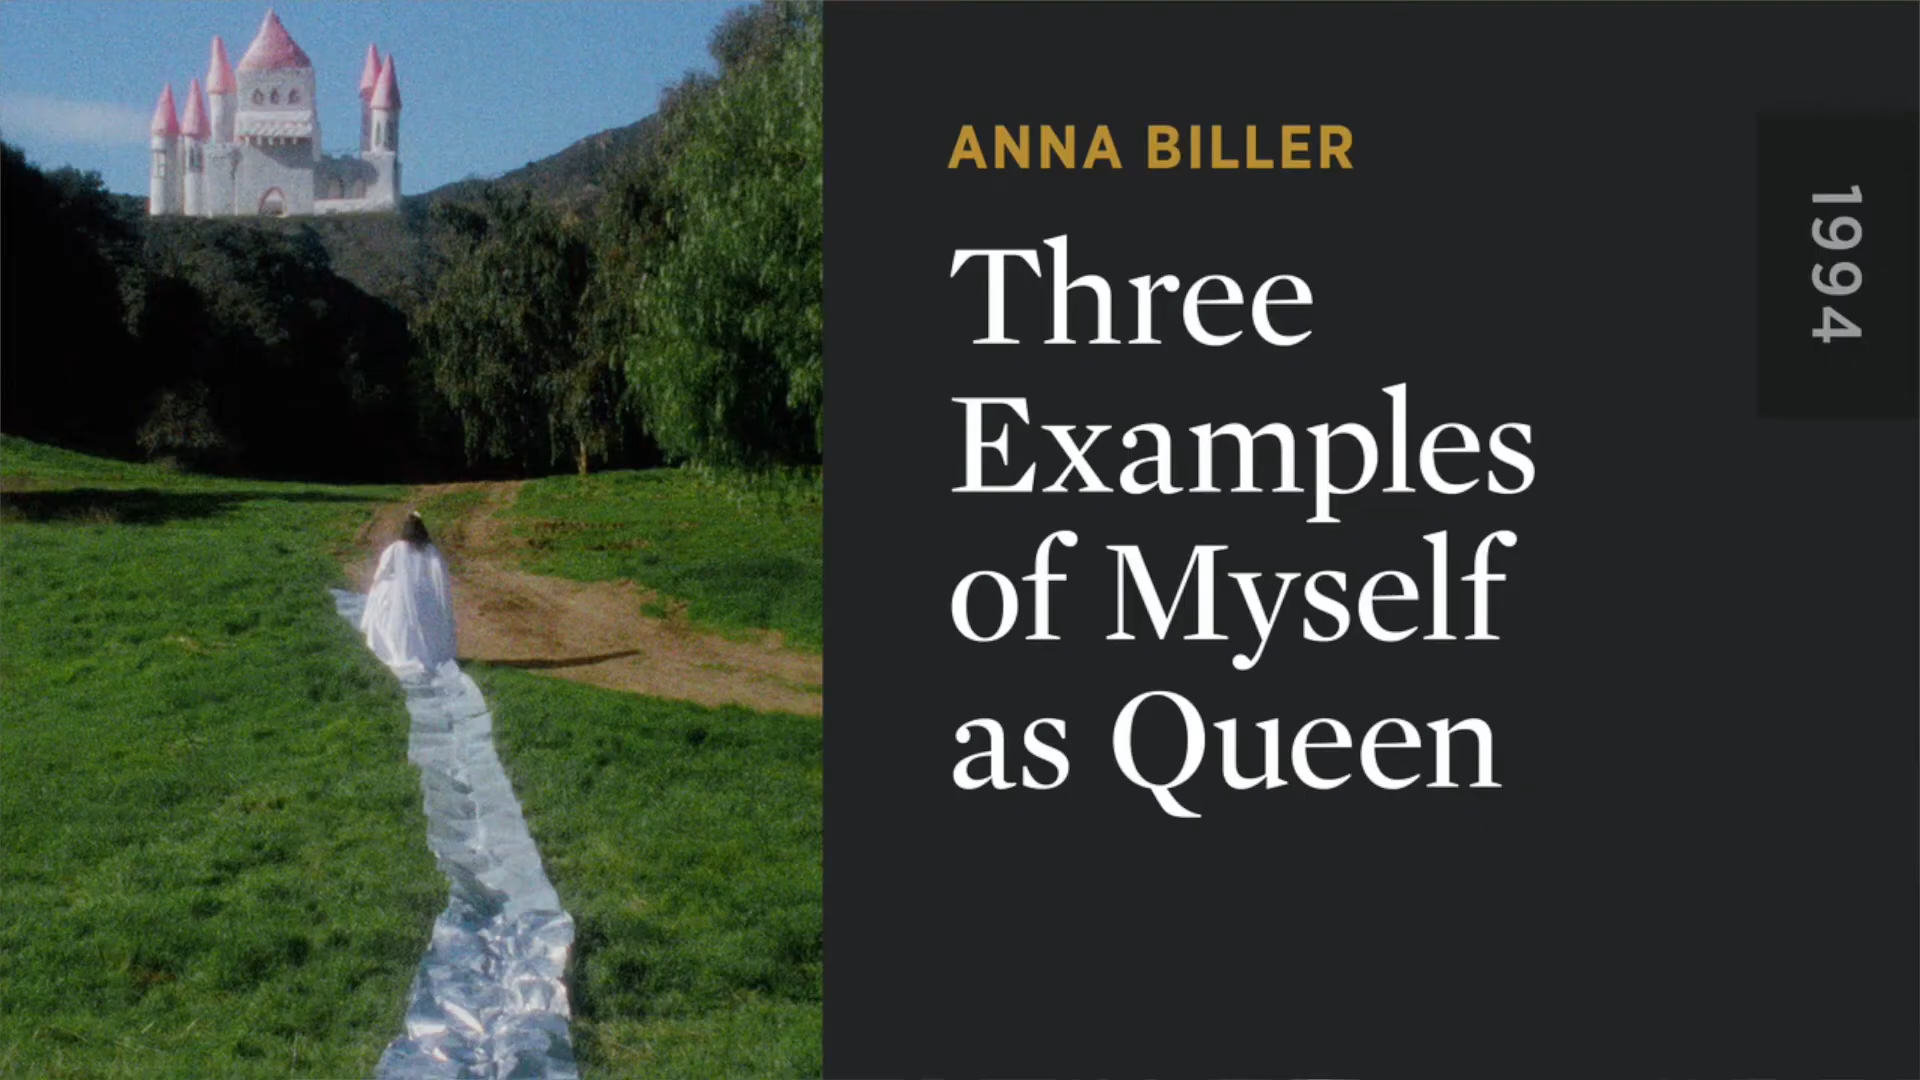 ANNA BILLER
Three
Examples
of Myself
as Queen
1994